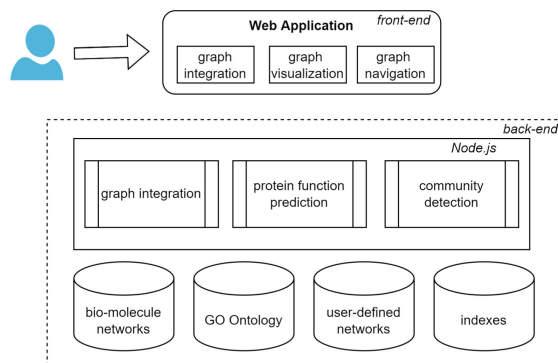 front-end
Web Application
graph
integration
graph
visualization
graph
navigation
back-end
Node.js
graph integration
protein function
prediction
community
detection
bio-molecule
networks
GO Ontology
user-defined
networks
indexes